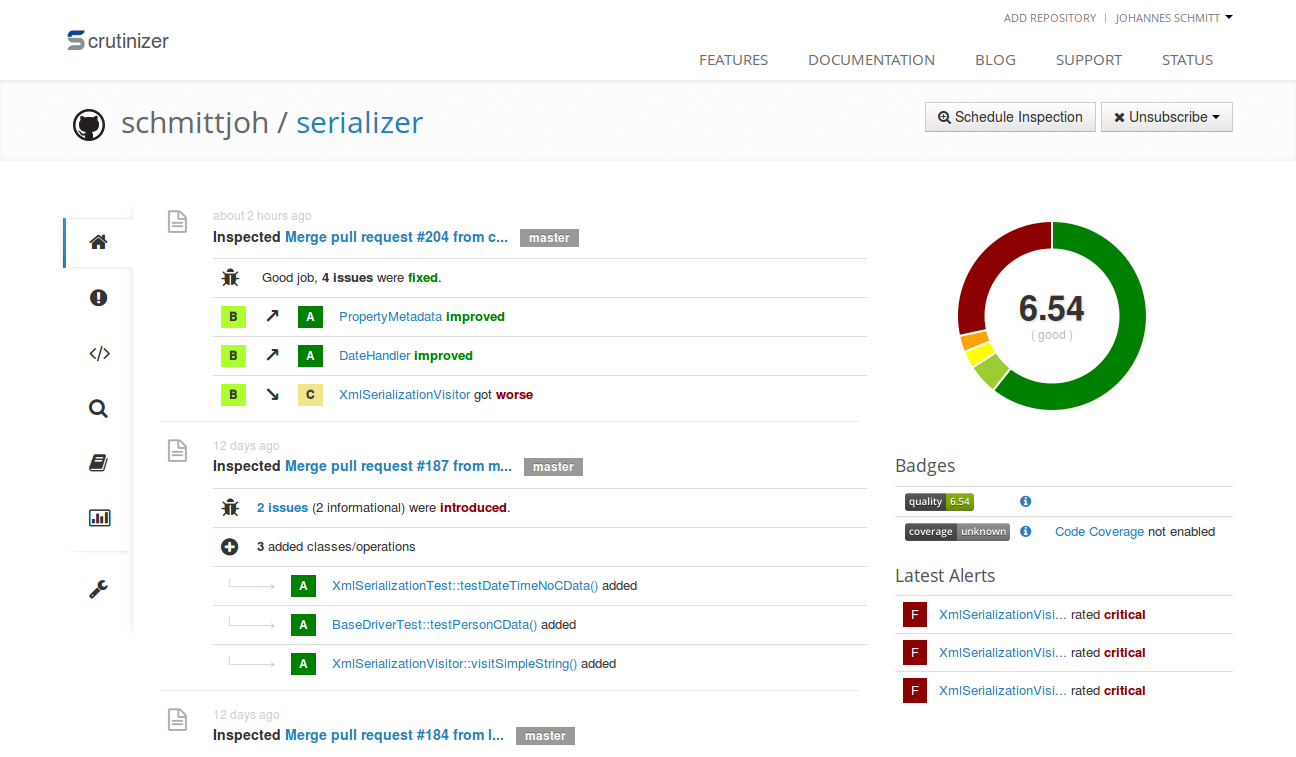 ADD REPOSITORY | JOHANNES SCHMITT
Scrutinizer
FEATURES DOCUMENTATION BLOG SUPPORT STATUS
schmittjoh / serializer
Schedule Inspection Unsubscribe
about 2 hours ago
Inspected Merge pull request #204 from c... master
Good job, 4 issues were fixed.
B A PropertyMetadata improved
B A DateHandler improved
B C XmlSerializationVisitor got worse
12 days ago
Inspected Merge pull request #187 from m... master
2 issues (2 informational) were introduced.
3 added classes/operations
A XmlSerializationTest::testDateTimeNoCData() added
A BaseDriverTest::testPersonCData() added
A XmlSerializationVisitor::visitSimpleString() added
12 days ago
Inspected Merge pull request #184 from l... master
6.54
( good )
Badges
quality 6.54
coverage unknown Code Coverage not enabled
Latest Alerts
F XmlSerializationVisi... rated critical
F XmlSerializationVisi... rated critical
F XmlSerializationVisi... rated critical